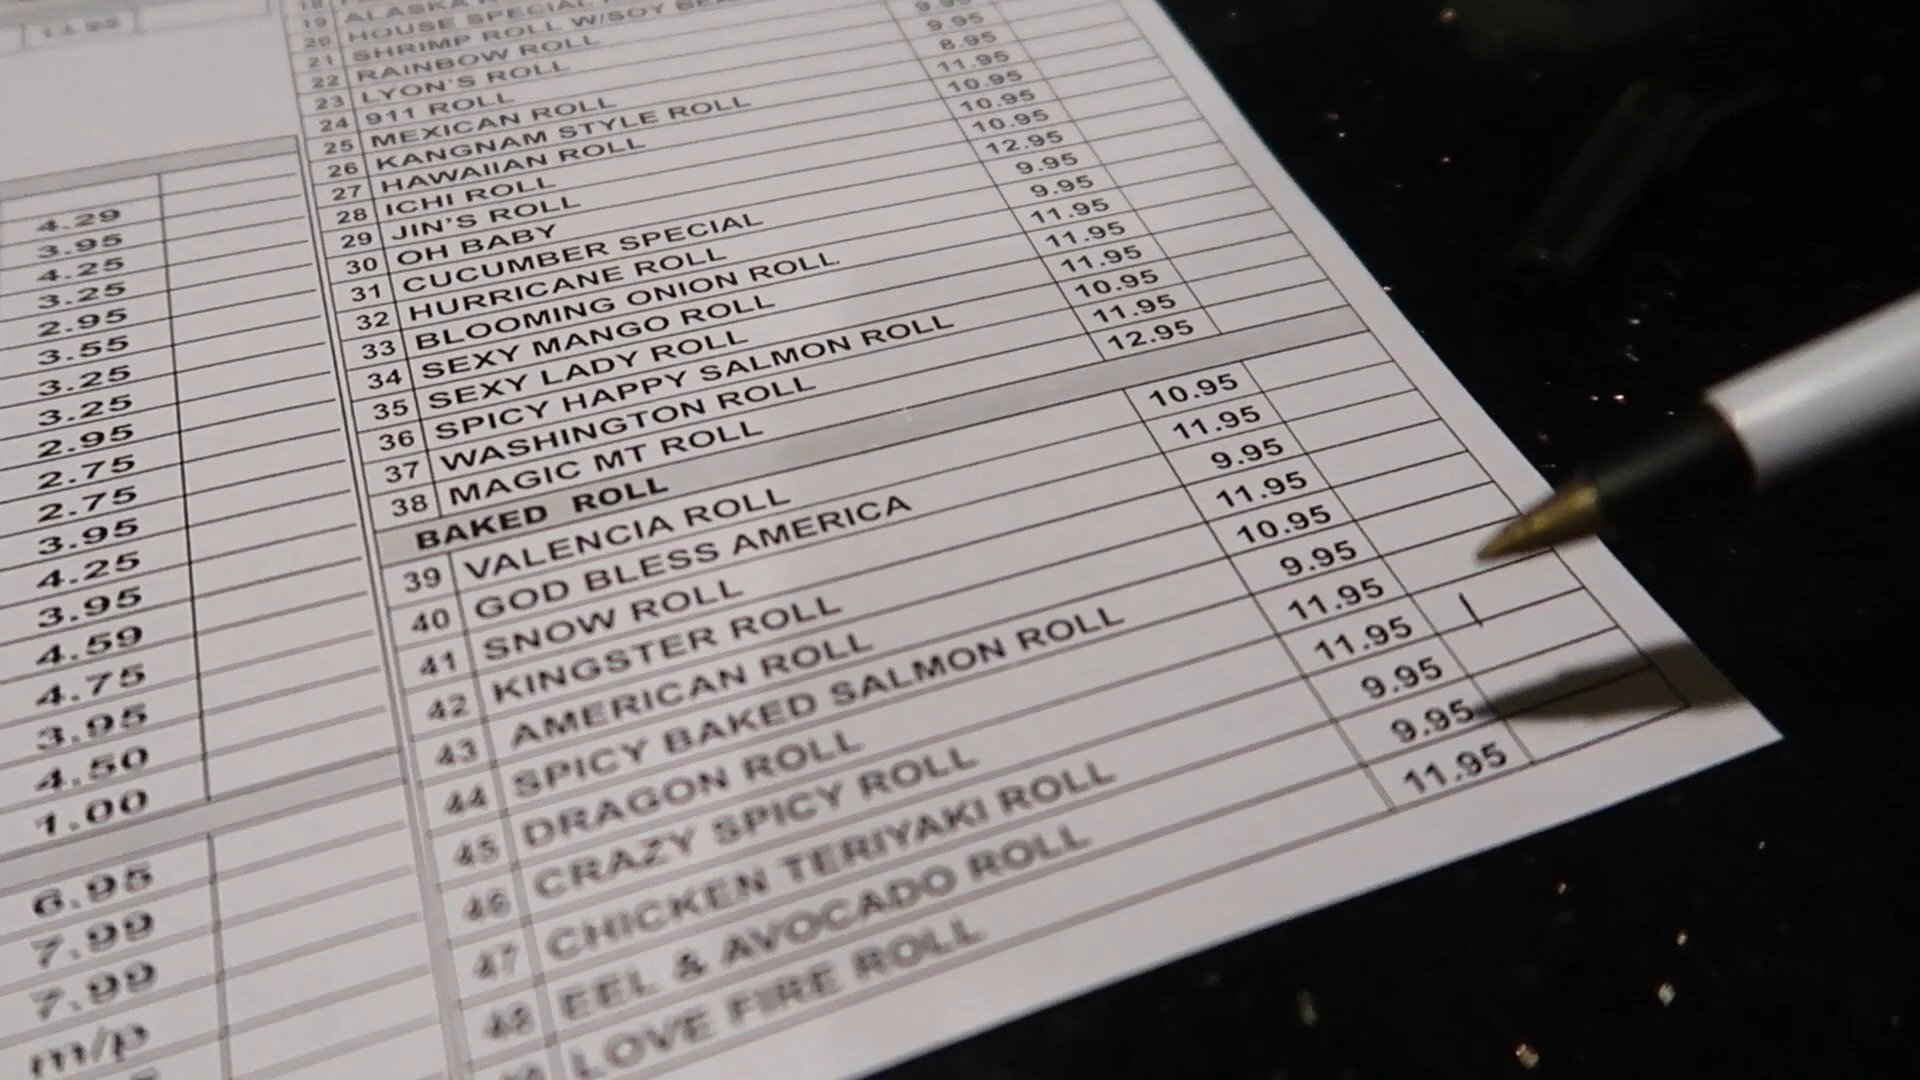 4.29
3.95
4.25
3.25
2.95
3.55
3.25
3.25
2.95
2.75
2.75
3.95
4.25
3.95
4.59
4.75
3.95
4.50
1.00
6.95
7.99
7.99
m/p
19 ALASKA
20 HOUSE SPECIAL
21 SHRIMP ROLL W/SOY
22 RAINBOW ROLL
23 LYON'S ROLL
24 911 ROLL 9.95
25 MEXICAN ROLL 8.95
26 KANGNAM STYLE ROLL 11.95
27 HAWAIIAN ROLL 10.95
28 ICHI ROLL 10.95
29 JIN'S ROLL 10.95
30 OH BABY 12.95
31 CUCUMBER SPECIAL 9.95
32 HURRICANE ROLL 9.95
33 BLOOMING ONION ROLL 11.95
34 SEXY MANGO ROLL 11.95
35 SEXY LADY ROLL 11.95
36 SPICY HAPPY SALMON ROLL 10.95
37 WASHINGTON ROLL 11.95
38 MAGIC MT ROLL 12.95
BAKED ROLL
39 VALENCIA ROLL 10.95
40 GOD BLESS AMERICA 11.95
41 SNOW ROLL 9.95
42 KINGSTER ROLL 11.95
43 AMERICAN ROLL 10.95
44 SPICY BAKED SALMON ROLL 9.95
45 DRAGON ROLL 11.95
46 CRAZY SPICY ROLL 11.95
47 CHICKEN TERIYAKI ROLL 9.95
48 EEL & AVOCADO ROLL 9.95
LOVE FIRE ROLL 11.95